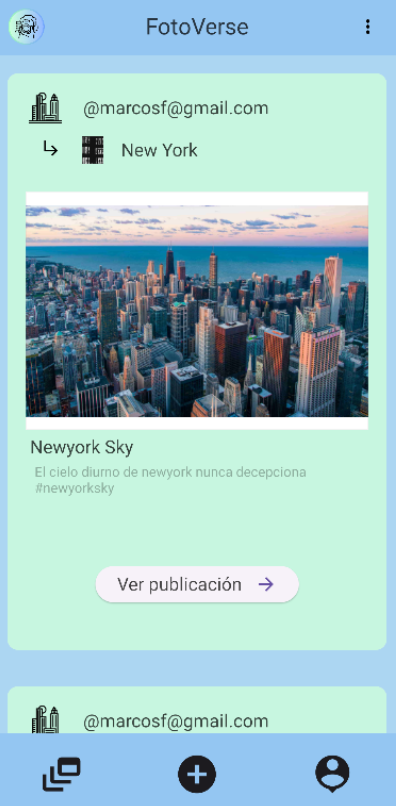 FotoVerse
@marcosf@gmail.com
New York
Newyork Sky
El cielo diurno de newyork nunca decepciona
#newyorksky
Ver publicación
@marcosf@gmail.com